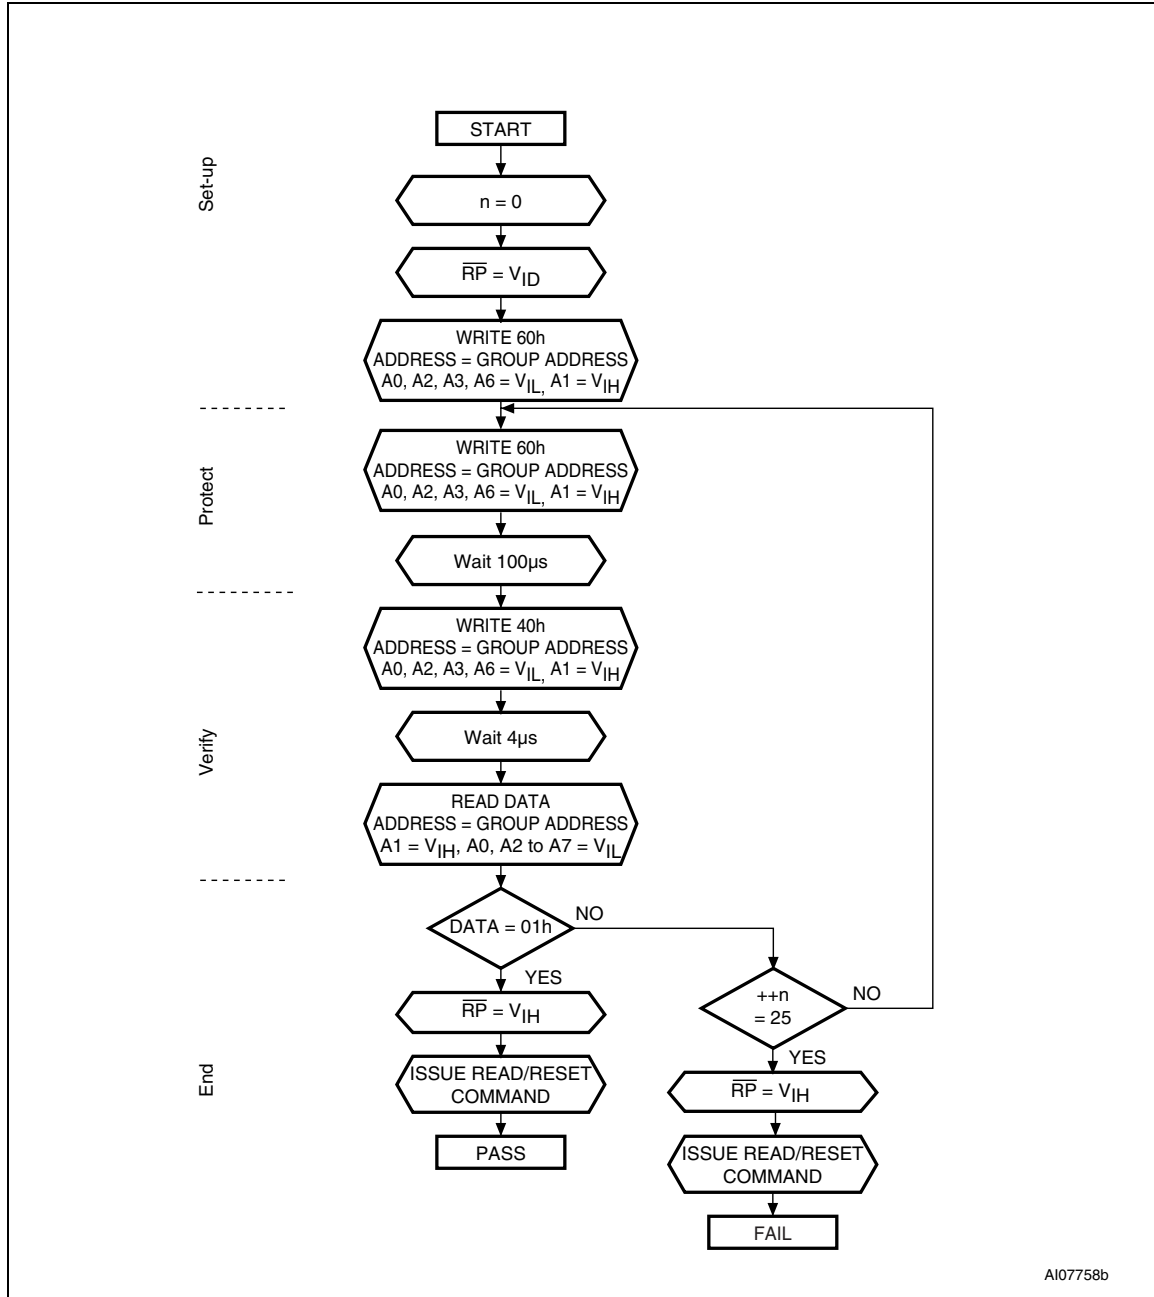 Set-up
START
n = 0
R̅P̅ = VID
WRITE 60h
ADDRESS = GROUP ADDRESS
A0, A2, A3, A6 = VIL, A1 = VIH
Protect
WRITE 60h
ADDRESS = GROUP ADDRESS
A0, A2, A3, A6 = VIL, A1 = VIH
Wait 100µs
Verify
WRITE 40h
ADDRESS = GROUP ADDRESS
A0, A2, A3, A6 = VIL, A1 = VIH
Wait 4µs
READ DATA
ADDRESS = GROUP ADDRESS
A1 = VIH, A0, A2 to A7 = VIL
End
DATA = 01h
NO
YES
R̅P̅ = VIH
ISSUE READ/RESET
COMMAND
PASS
++n
= 25
NO
YES
R̅P̅ = VIH
ISSUE READ/RESET
COMMAND
FAIL
AI07758b